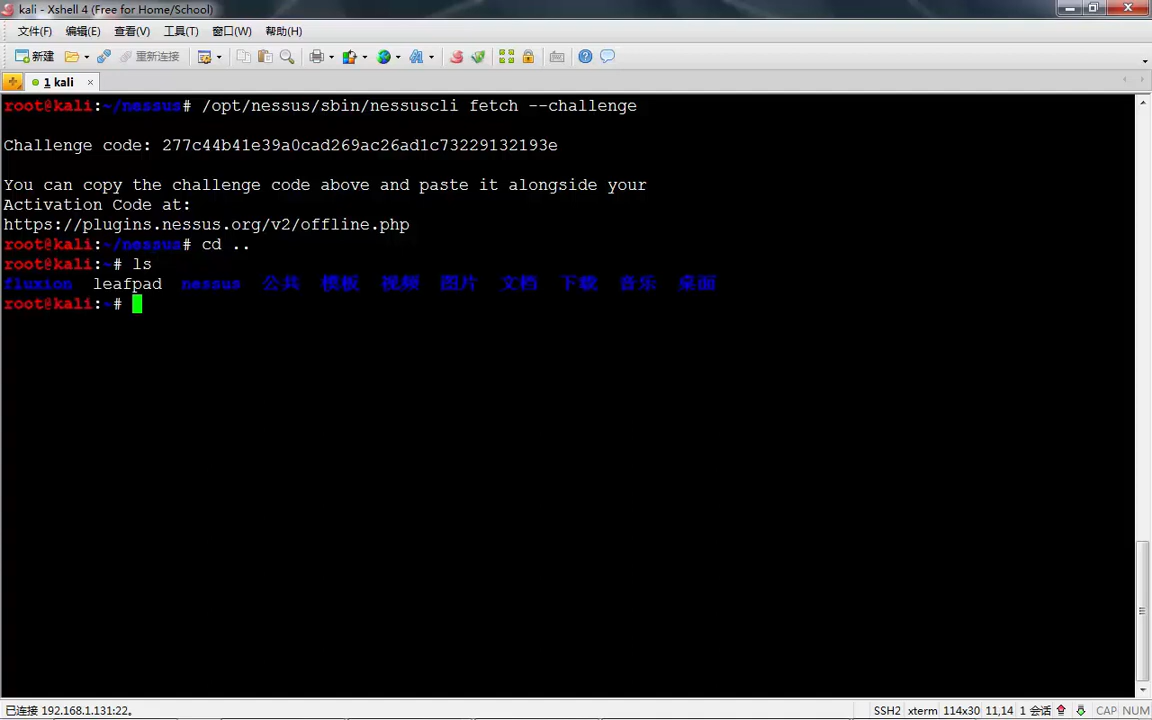 kali - Xshell 4 (Free for Home/School)
文件(F) 编辑(E) 查看(V) 工具(T) 窗口(W) 帮助(H)
新建 重新连接
1 kali ×
root@kali:~/nessus# /opt/nessus/sbin/nessuscli fetch --challenge
Challenge code: 277c44b41e39a0cad269ac26ad1c73229132193e
You can copy the challenge code above and paste it alongside your
Activation Code at:
https://plugins.nessus.org/v2/offline.php
root@kali:~/nessus# cd ..
root@kali:~# ls
fluxion leafpad nessus 公共 模板 视频 图片 文档 下载 音乐 桌面
root@kali:~#
已连接 192.168.1.131:22。 SSH2 xterm 114x30 11,14 1 会话 CAP NUM